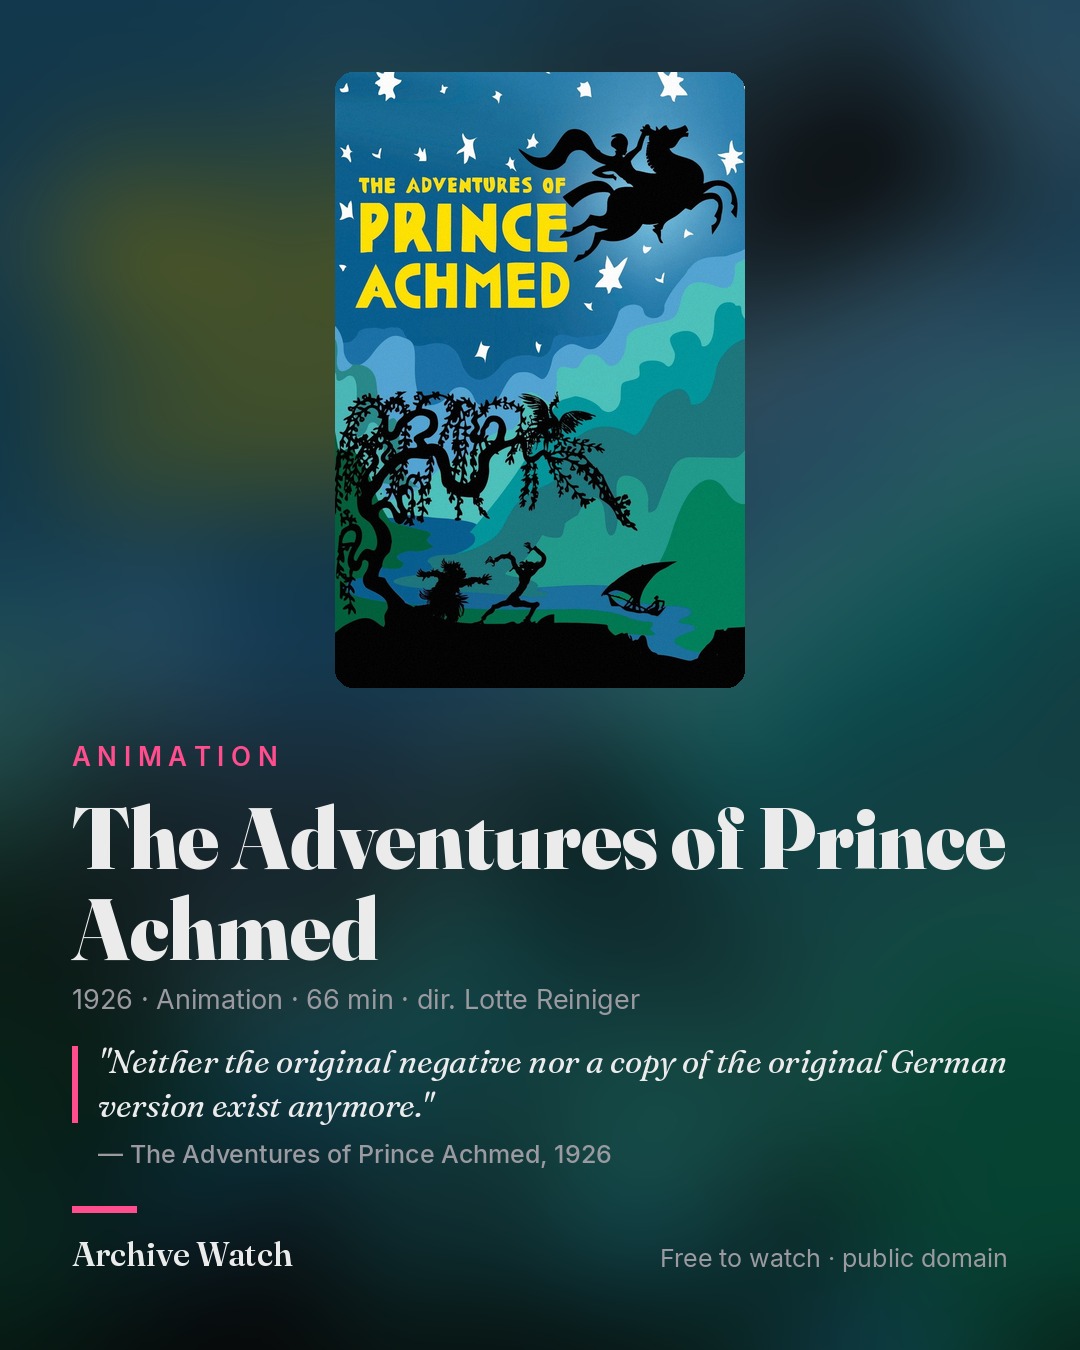 THE ADVENTURES OF
PRINCE
ACHMED
ANIMATION
The Adventures of Prince
Achmed
1926 · Animation · 66 min · dir. Lotte Reiniger
"Neither the original negative nor a copy of the original German
version exist anymore."
— The Adventures of Prince Achmed, 1926
Archive Watch
Free to watch · public domain